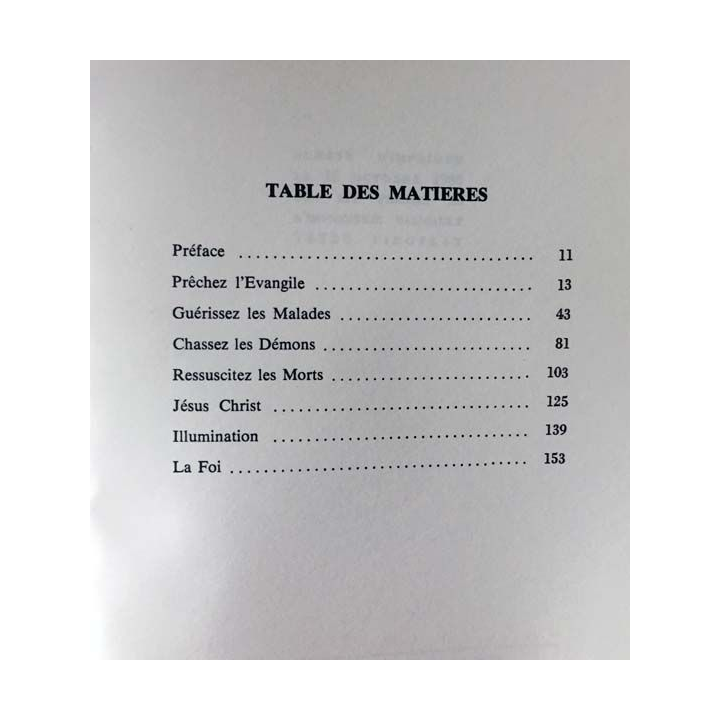 TABLE DES MATIERES
Préface .................................. 11
Prêchez l'Evangile .......................... 13
Guérissez les Malades ....................... 43
Chassez les Démons ......................... 81
Ressuscitez les Morts ........................ 103
Jésus Christ ............................... 125
Illumination ............................... 139
La Foi .................................... 153